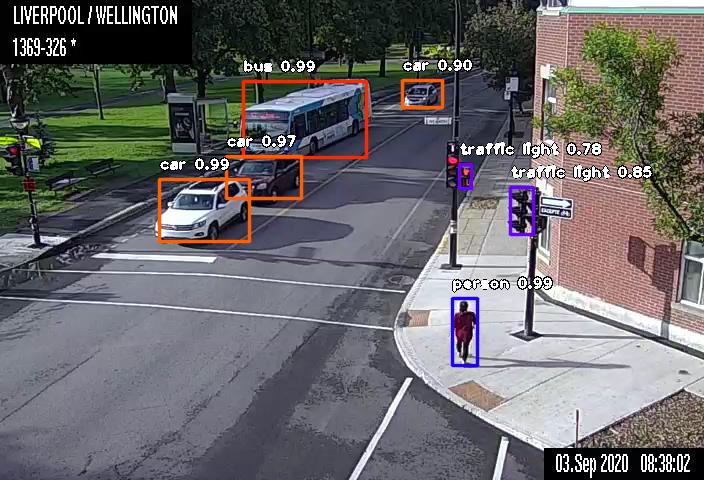 LIVERPOOL / WELLINGTON
1369-326 *
bus 0.99
car 0.90
car 0.97
traffic light 0.78
car 0.99
traffic light 0.85
EXCEPTÉ
person 0.99
03.Sep 2020 08:38:02